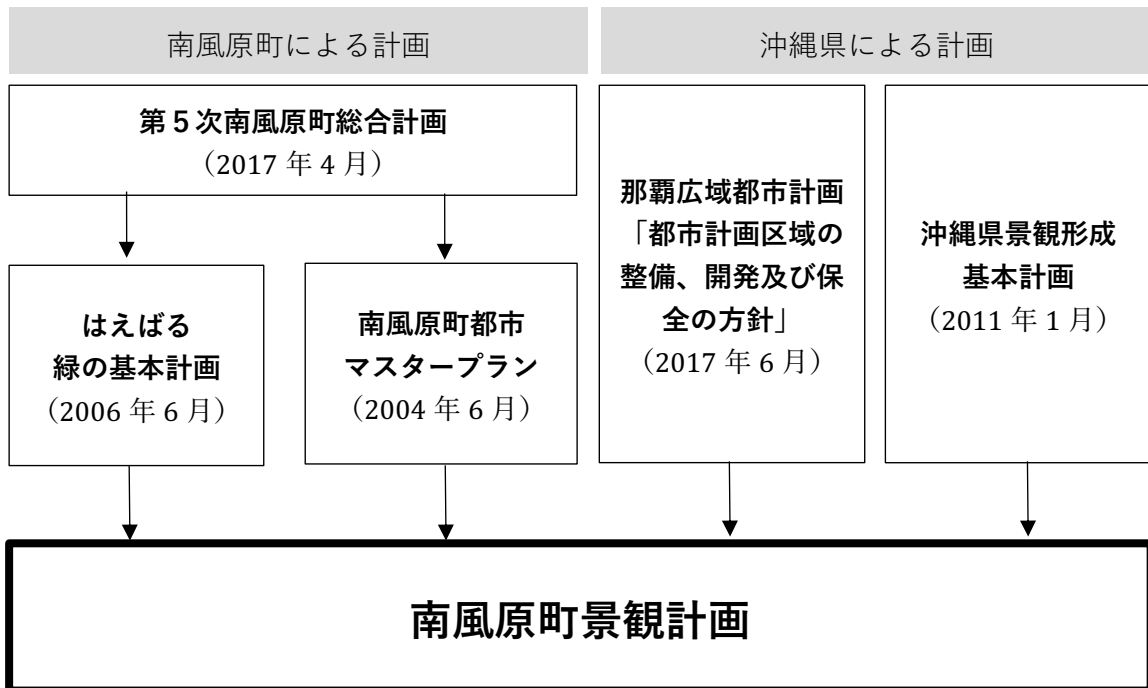 南風原町による計画
沖縄県による計画
第５次南風原町総合計画
（2017 年 4 月）
はえばる
緑の基本計画
（2006 年 6 月）
南風原町都市
マスタープラン
（2004 年 6 月）
那覇広域都市計画
「都市計画区域の
整備、開発及び保
全の方針」
（2017 年 6 月）
沖縄県景観形成
基本計画
（2011 年 1 月）
南風原町景観計画